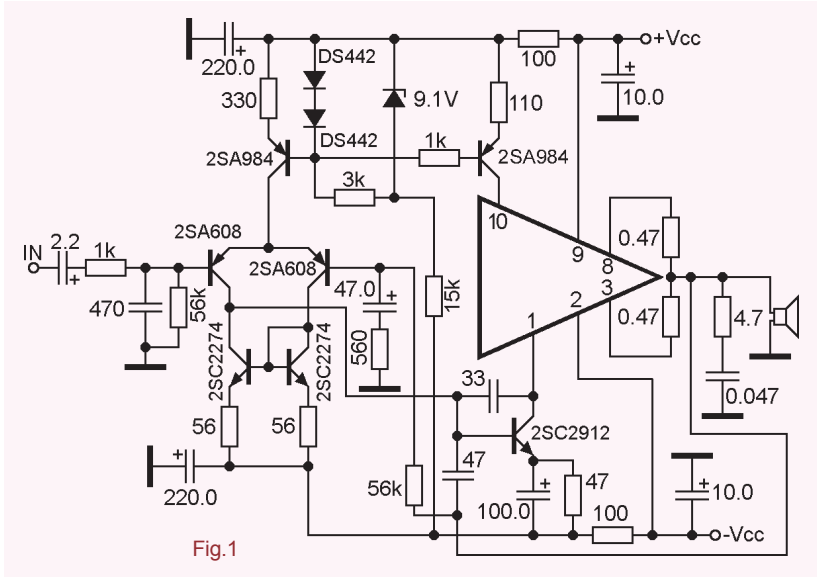 +Vcc
DS442
220.0
100
330
9.1V
110
10.0
DS442
1k
2SA984
2SA984
3k
10
2SA608
9
8
0.47
IN
2.2
1k
2SA608
47.0
15k
2
3
0.47
470
56k
1
4.7
2SC2274
2SC2274
560
33
0.047
56
56
2SC2912
47
220.0
56k
47
100.0
100
10.0
-Vcc
Fig.1